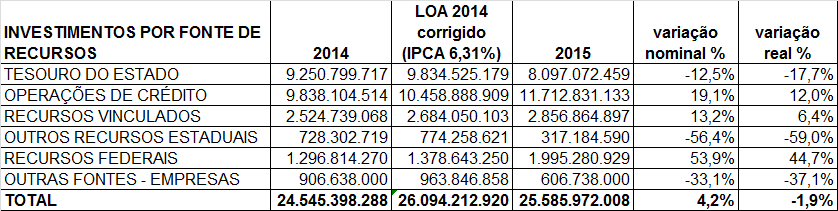 INVESTIMENTOS POR FONTE DE RECURSOS 2014 LOA 2014 corrigido (IPCA 6,31%) 2015 variação nominal % variação real %
TESOURO DO ESTADO 9.250.799.717 9.834.525.179 8.097.072.459 -12,5% -17,7%
OPERAÇÕES DE CRÉDITO 9.838.104.514 10.458.888.909 11.712.831.133 19,1% 12,0%
RECURSOS VINCULADOS 2.524.739.068 2.684.050.103 2.856.864.897 13,2% 6,4%
OUTROS RECURSOS ESTADUAIS 728.302.719 774.258.621 317.184.590 -56,4% -59,0%
RECURSOS FEDERAIS 1.296.814.270 1.378.643.250 1.995.280.929 53,9% 44,7%
OUTRAS FONTES - EMPRESAS 906.638.000 963.846.858 606.738.000 -33,1% -37,1%
TOTAL 24.545.398.288 26.094.212.920 25.585.972.008 4,2% -1,9%